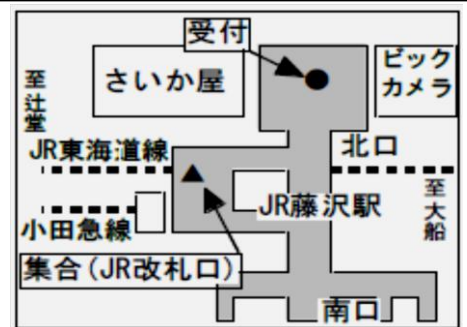 受付
ビック
カメラ
さいか屋
至辻堂
JR東海道線
北口
JR藤沢駅
至大船
小田急線
集合(JR改札口)
南口